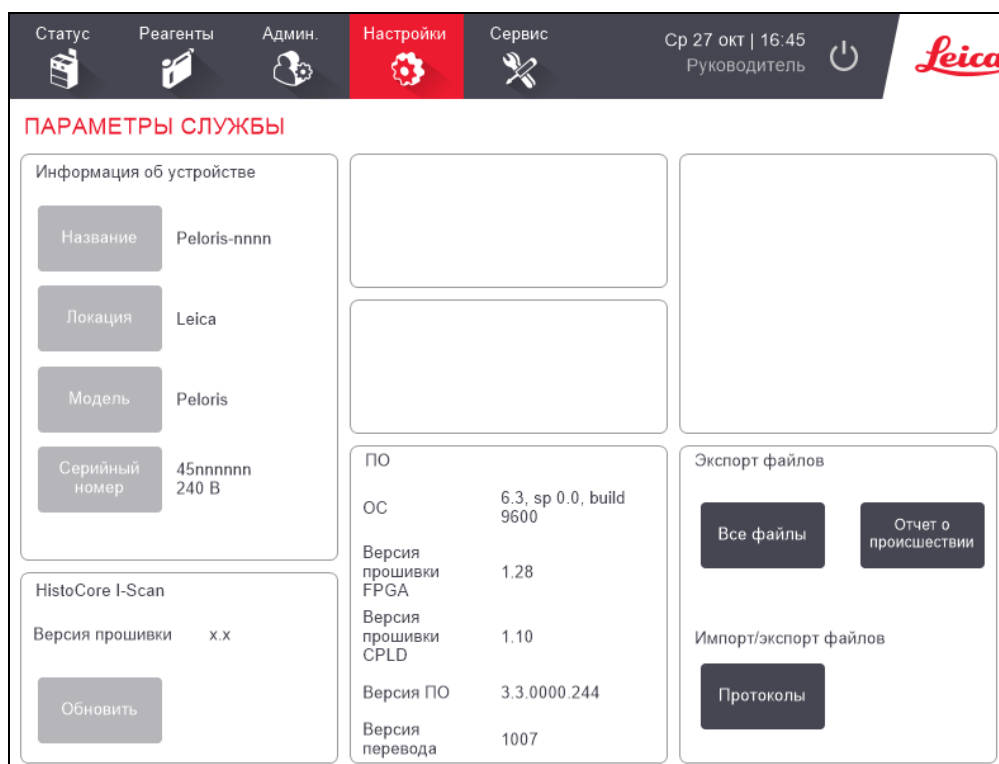 Статус
Реагенты
Админ.
Настройки
Сервис
Ср 27 окт | 16:45
Руководитель
Leica
ПАРАМЕТРЫ СЛУЖБЫ
Информация об устройстве
Название
Peloris-nnnn
Локация
Leica
Модель
Peloris
Серийный
номер
45nnnnnn
240 В
HistoCore I-Scan
Версия прошивки
x.x
Обновить
ПО
ОС
6.3, sp 0.0, build
9600
Версия
прошивки
FPGA
1.28
Версия
прошивки
CPLD
1.10
Версия ПО
3.3.0000.244
Версия
перевода
1007
Экспорт файлов
Все файлы
Отчет о
происшествии
Импорт/экспорт файлов
Протоколы